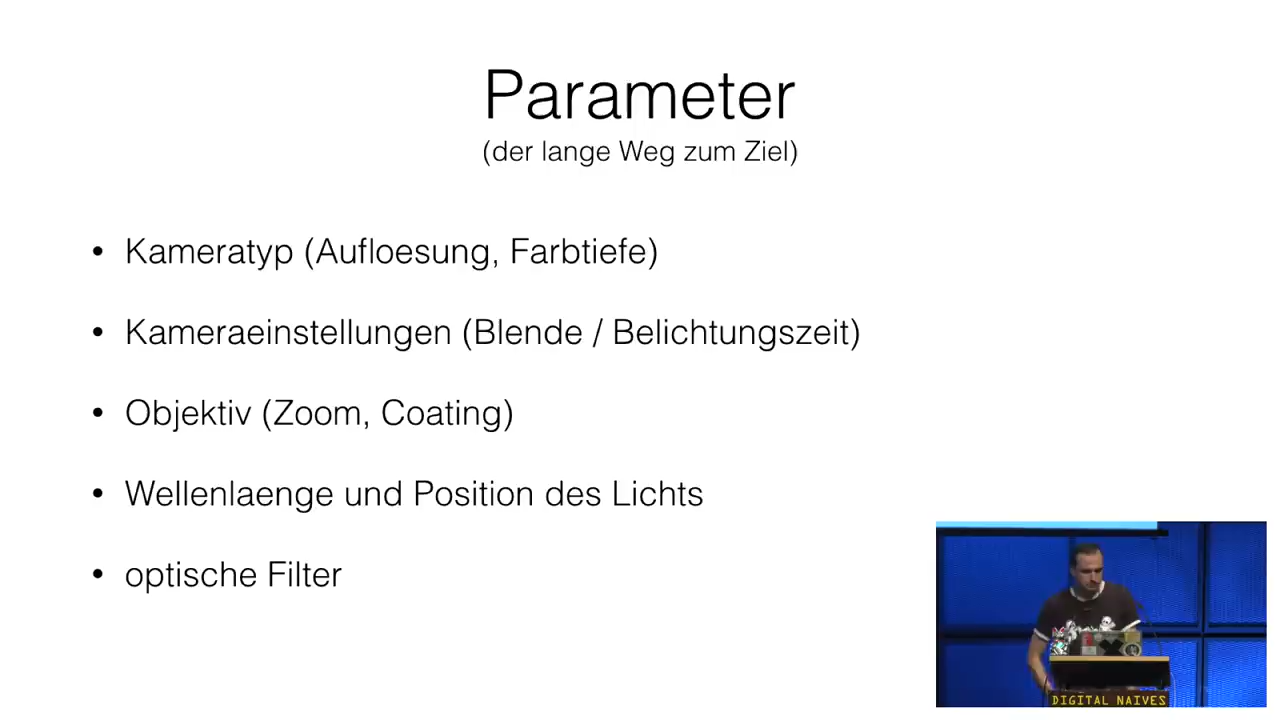 Parameter
(der lange Weg zum Ziel)
• Kameratyp (Aufloesung, Farbtiefe)
• Kameraeinstellungen (Blende / Belichtungszeit)
• Objektiv (Zoom, Coating)
• Wellenlaenge und Position des Lichts
• optische Filter
DIGITAL NAIVES